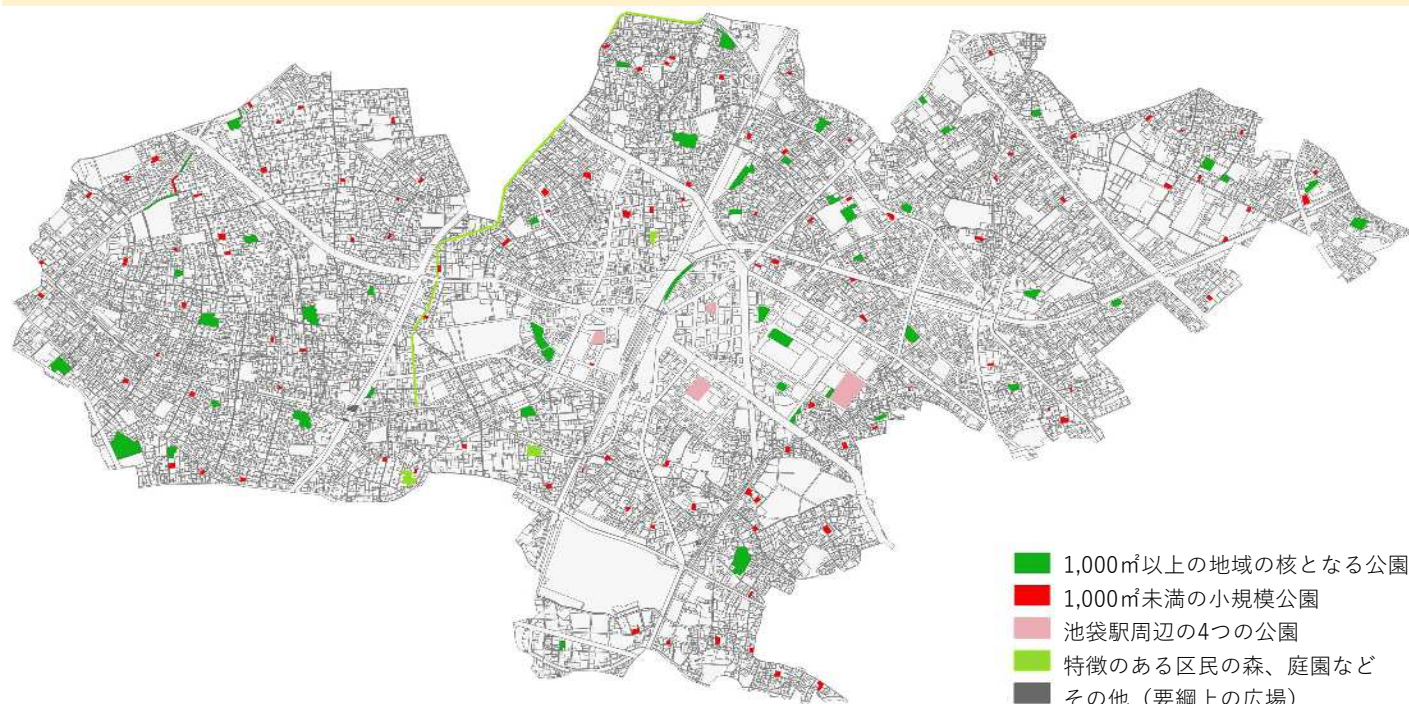 1,000㎡以上の地域の核となる公園
1,000㎡未満の小規模公園
池袋駅周辺の4つの公園
特徴のある区民の森、庭園など
その他（要綱上の広場）